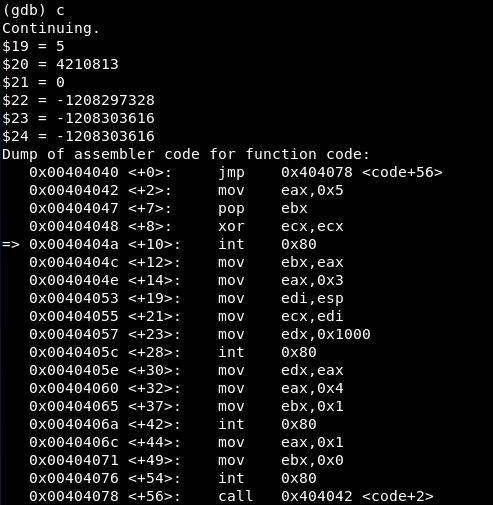 (gdb) c
Continuing.
$19 = 5
$20 = 4210813
$21 = 0
$22 = -1208297328
$23 = -1208303616
$24 = -1208303616
Dump of assembler code for function code:
   0x00404040 <+0>:     jmp    0x404078 <code+56>
   0x00404042 <+2>:     mov    eax,0x5
   0x00404047 <+7>:     pop    ebx
   0x00404048 <+8>:     xor    ecx,ecx
=> 0x0040404a <+10>:    int    0x80
   0x0040404c <+12>:    mov    ebx,eax
   0x0040404e <+14>:    mov    eax,0x3
   0x00404053 <+19>:    mov    edi,esp
   0x00404055 <+21>:    mov    ecx,edi
   0x00404057 <+23>:    mov    edx,0x1000
   0x0040405c <+28>:    int    0x80
   0x0040405e <+30>:    mov    edx,eax
   0x00404060 <+32>:    mov    eax,0x4
   0x00404065 <+37>:    mov    ebx,0x1
   0x0040406a <+42>:    int    0x80
   0x0040406c <+44>:    mov    eax,0x1
   0x00404071 <+49>:    mov    ebx,0x0
   0x00404076 <+54>:    int    0x80
   0x00404078 <+56>:    call   0x404042 <code+2>